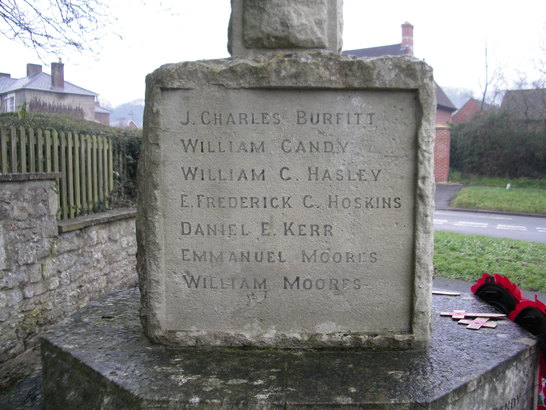 J. CHARLES BURFITT
WILLIAM CANDY
WILLIAM C. HASLEY
E. FREDERICK C. HOSKINS
DANIEL E. KERR
EMMANUEL MOORES
WILLIAM MOORES